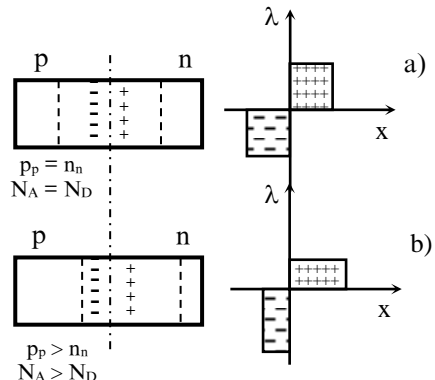 λ
a)
p n
- +
- +
- +
- +
-
++++
++++
++++
++++
x
p_p = n_n
N_A = N_D
λ
p n
b)
- +
- +
- +
- +
-
+++++
+++++
x
p_p > n_n
N_A > N_D